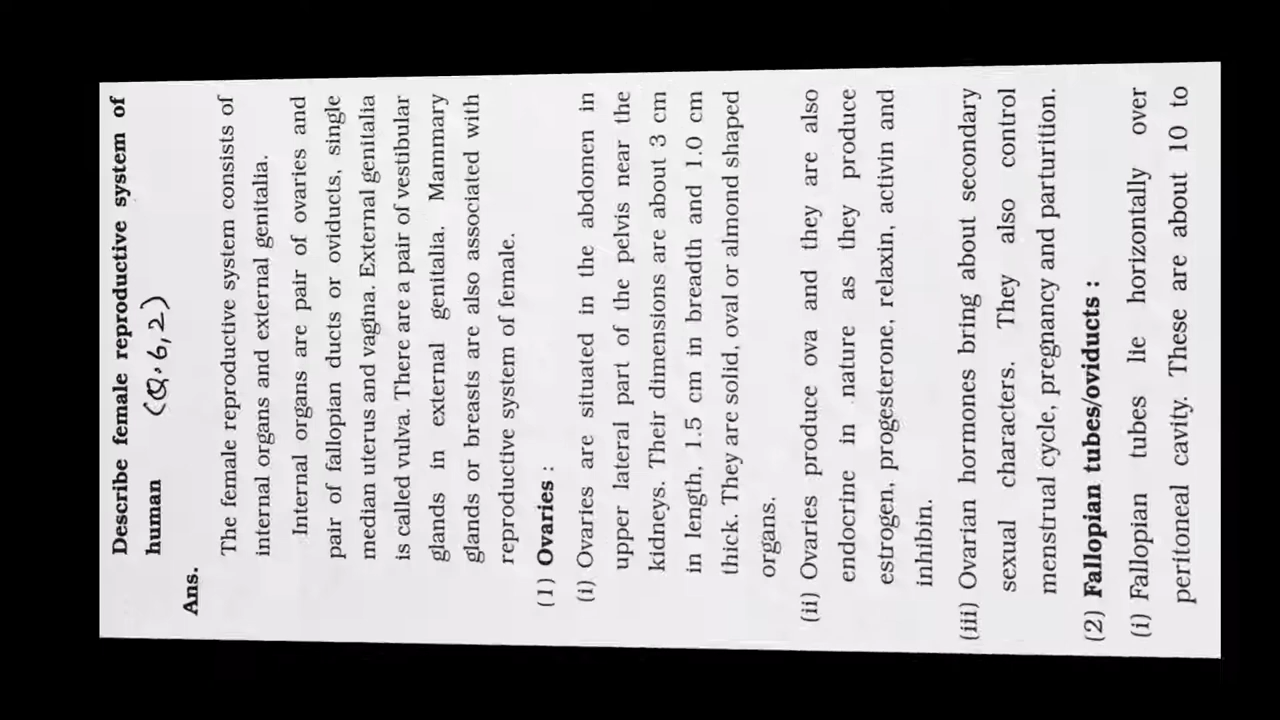 Describe female reproductive system of
human (Q.6,2)
Ans.
The female reproductive system consists of
internal organs and external genitalia.
Internal organs are pair of ovaries and
pair of fallopian ducts or oviducts, single
median uterus and vagina. External genitalia
is called vulva. There are a pair of vestibular
glands in external genitalia. Mammary
glands or breasts are also associated with
reproductive system of female.
(1) Ovaries :
(i) Ovaries are situated in the abdomen in
upper lateral part of the pelvis near the
kidneys. Their dimensions are about 3 cm
in length, 1.5 cm in breadth and 1.0 cm
thick. They are solid, oval or almond shaped
organs.
(ii) Ovaries produce ova and they are also
endocrine in nature as they produce
estrogen, progesterone, relaxin, activin and
inhibin.
(iii) Ovarian hormones bring about secondary
sexual characters. They also control
menstrual cycle, pregnancy and parturition.
(2) Fallopian tubes/oviducts :
(i) Fallopian tubes lie horizontally over
peritoneal cavity. These are about 10 to